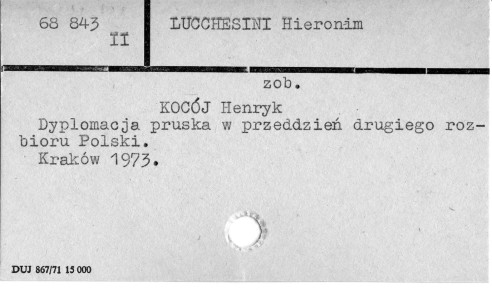 68 843
II
LUCCHESINI Hieronim
zob.
KOCÓJ Henryk
Dyplomacja pruska w przeddzień drugiego roz-
bioru Polski.
Kraków 1973.
DUJ 867/71 15 000